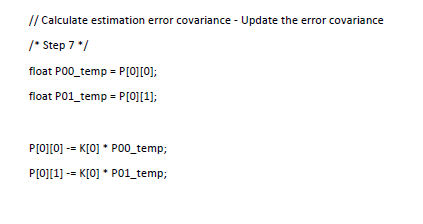 // Calculate estimation error covariance - Update the error covariance
/* Step 7 */
float P00_temp = P[0][0];
float P01_temp = P[0][1];
P[0][0] -= K[0] * P00_temp;
P[0][1] -= K[0] * P01_temp;